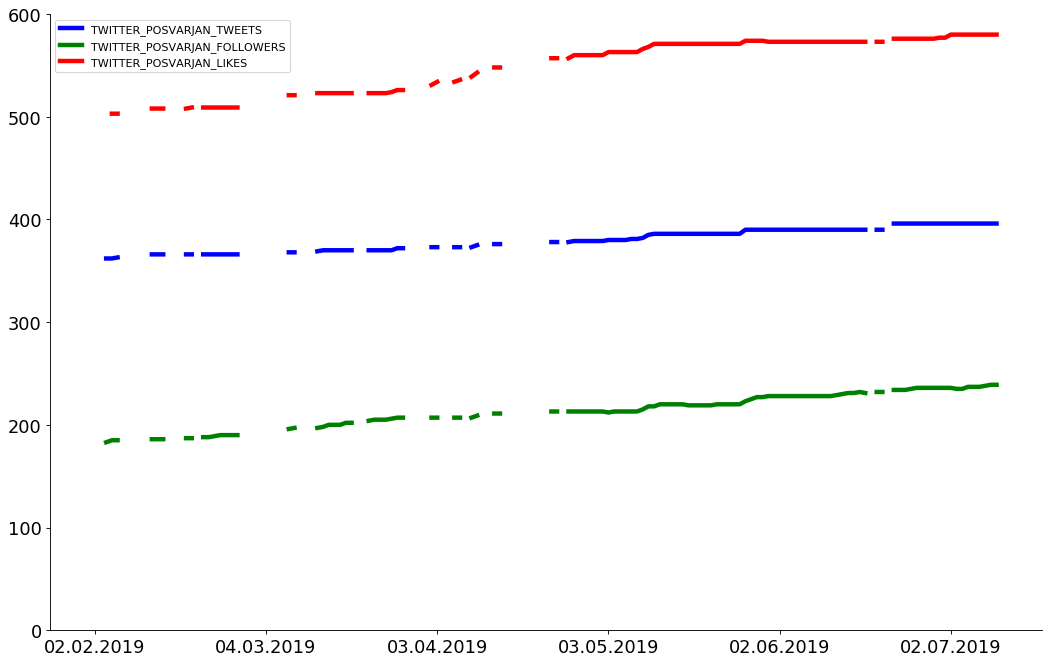 600
TWITTER_POSVARJAN_TWEETS
TWITTER_POSVARJAN_FOLLOWERS
TWITTER_POSVARJAN_LIKES
500
400
300
200
100
0
02.02.2019 04.03.2019 03.04.2019 03.05.2019 02.06.2019 02.07.2019